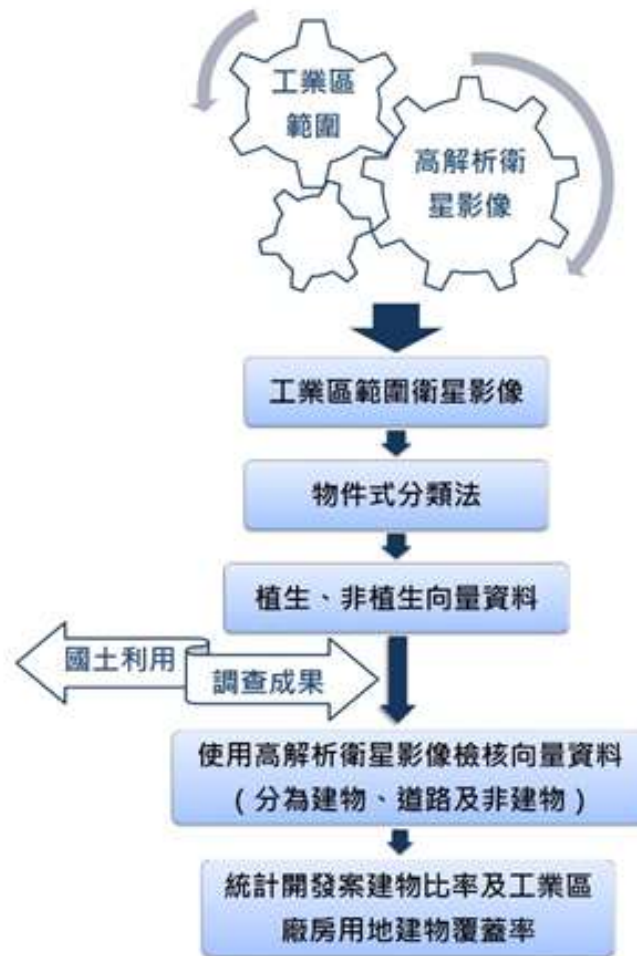 工業區
範圍
高解析衛
星影像
工業區範圍衛星影像
物件式分類法
植生、非植生向量資料
國土利用
調查成果
使用高解析衛星影像檢核向量資料
（分為建物、道路及非建物）
統計開發案建物比率及工業區
廠房用地建物覆蓋率